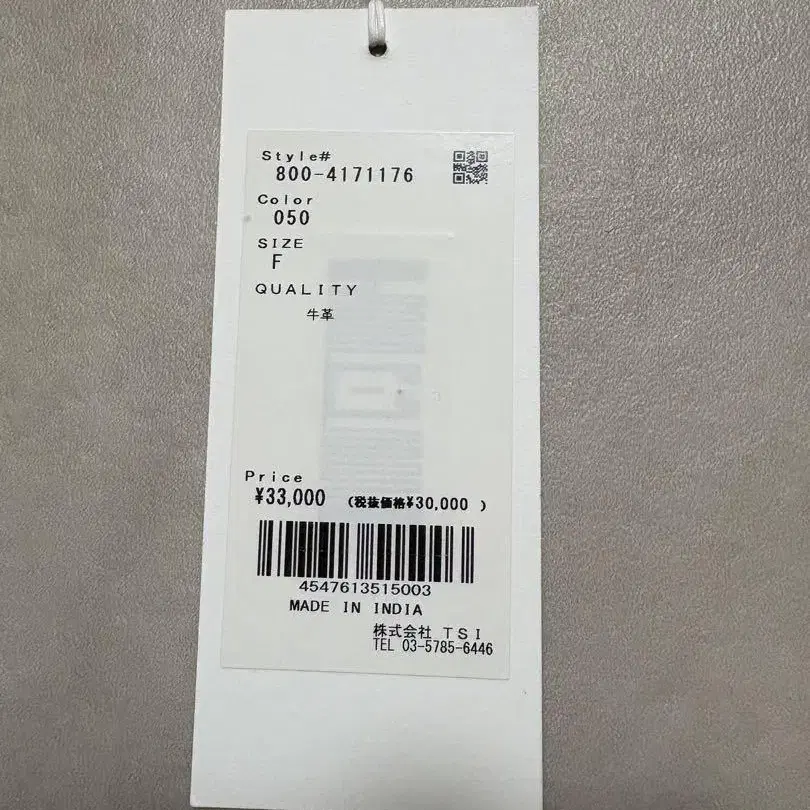 Style#
800-4171176
Color
050
SIZE
F
QUALITY
牛革
Price
¥33,000 (税抜価格¥30,000 )
4547613515003
MADE IN INDIA
株式会社 TSI
TEL 03-5785-6446